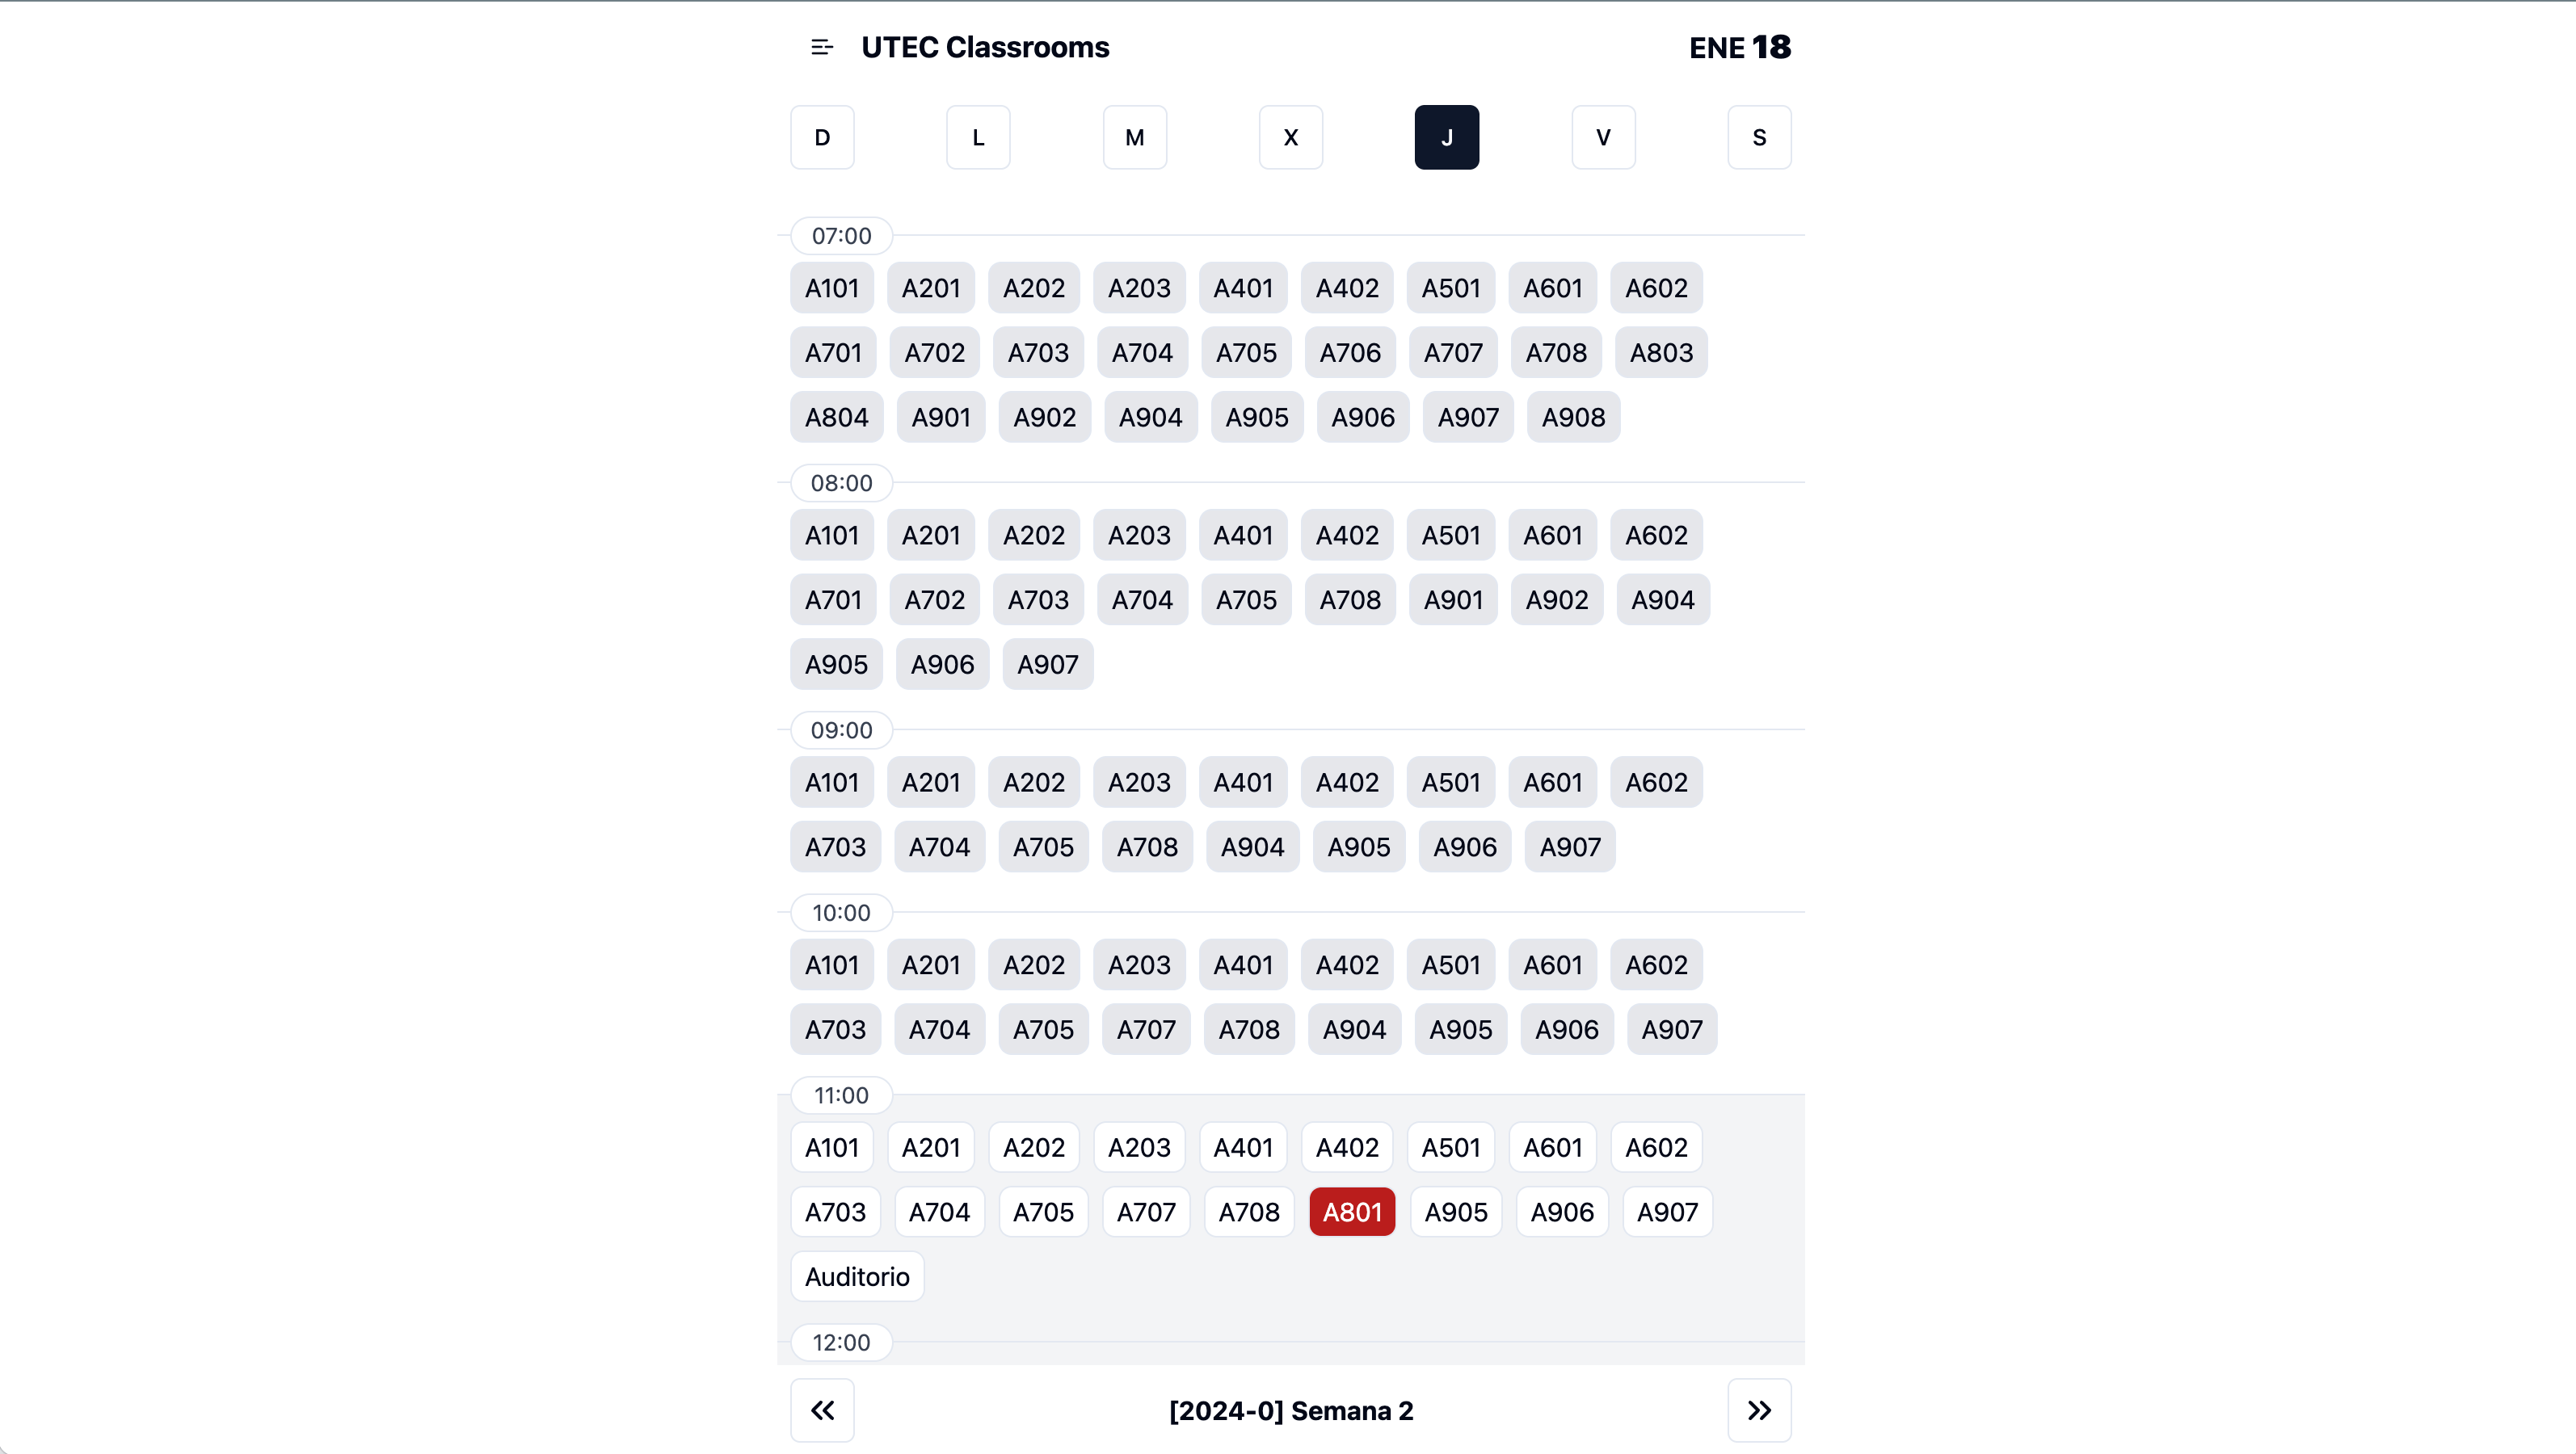 UTEC Classrooms ENE 18
D L M X J V S
07:00
A101 A201 A202 A203 A401 A402 A501 A601 A602
A701 A702 A703 A704 A705 A706 A707 A708 A803
A804 A901 A902 A904 A905 A906 A907 A908
08:00
A101 A201 A202 A203 A401 A402 A501 A601 A602
A701 A702 A703 A704 A705 A708 A901 A902 A904
A905 A906 A907
09:00
A101 A201 A202 A203 A401 A402 A501 A601 A602
A703 A704 A705 A708 A904 A905 A906 A907
10:00
A101 A201 A202 A203 A401 A402 A501 A601 A602
A703 A704 A705 A707 A708 A904 A905 A906 A907
11:00
A101 A201 A202 A203 A401 A402 A501 A601 A602
A703 A704 A705 A707 A708 A801 A905 A906 A907
Auditorio
12:00
[2024-0] Semana 2